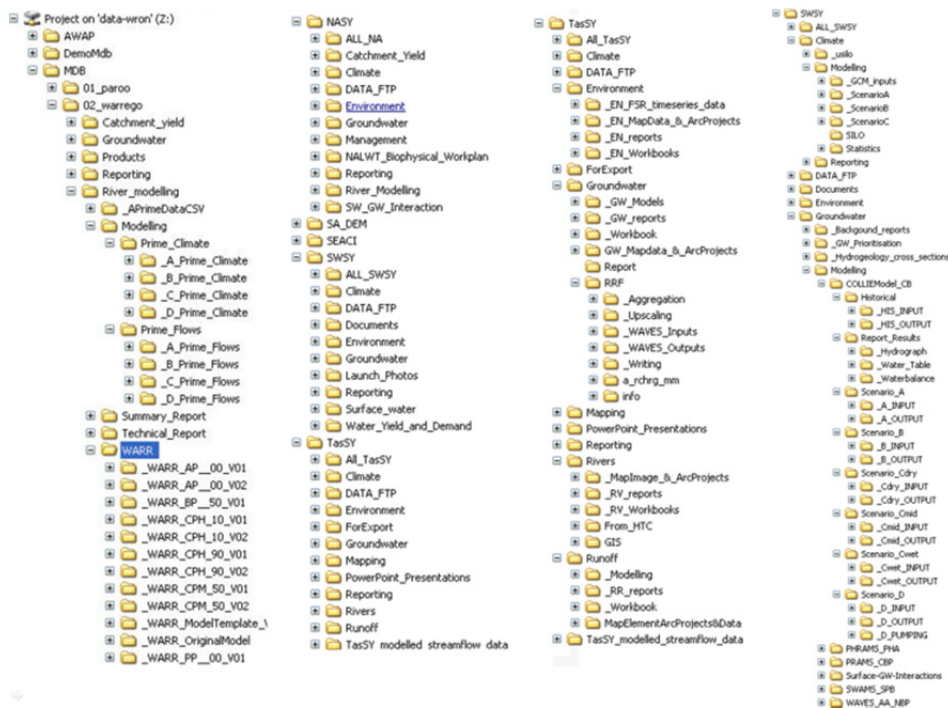 Project on 'data-wron' (Z:)
AWAP
DemoMdb
MDB
01_paroo
02_warrego
Catchment_yield
Groundwater
Products
Reporting
River_modelling
_APrimeDataCSV
Modelling
Prime_Climate
_A_Prime_Climate
_B_Prime_Climate
_C_Prime_Climate
_D_Prime_Climate
Prime_Flows
_A_Prime_Flows
_B_Prime_Flows
_C_Prime_Flows
_D_Prime_Flows
Summary_Report
Technical_Report
WARR
_WARR_AP__00_V01
_WARR_AP__00_V02
_WARR_BP__50_V01
_WARR_CPH_10_V01
_WARR_CPH_10_V02
_WARR_CPH_90_V01
_WARR_CPH_90_V02
_WARR_CPM_50_V01
_WARR_CPM_50_V02
_WARR_ModelTemplate_\
_WARR_OriginalModel
_WARR_PP__00_V01
NASY
ALL_NA
Catchment_Yield
Climate
DATA_FTP
Environment
Groundwater
Management
NALWT_Biophysical_Workplan
Reporting
River_Modelling
SW_GW_Interaction
SA_DEM
SEACI
SWSY
ALL_SWSY
Climate
DATA_FTP
Documents
Environment
Groundwater
Launch_Photos
Reporting
Surface_water
Water_Yield_and_Demand
TasSY
All_TasSY
Climate
DATA_FTP
Environment
ForExport
Groundwater
Mapping
PowerPoint_Presentations
Reporting
Rivers
Runoff
TasSY_modelled_streamflow_data
TasSY
All_TasSY
Climate
DATA_FTP
Environment
_EN_FSR_timeseries_data
_EN_MapData_&_ArcProjects
_EN_reports
_EN_Workbooks
ForExport
Groundwater
_GW_Models
_GW_reports
_Workbook
GW_Mapdata_&_ArcProjects
Report
RRF
_Aggregation
_Upscaling
_WAVES_Inputs
_WAVES_Outputs
_Writing
a_rchrg_mm
info
Mapping
PowerPoint_Presentations
Reporting
Rivers
_MapImage_&_ArcProjects
_RV_reports
_RV_Workbooks
From_HTC
GIS
Runoff
_Modelling
_RR_reports
_Workbook
MapElementArcProjects&Data
TasSY_modelled_streamflow_data
SWSY
ALL_SWSY
Climate
_usilo
Modelling
_GCM_inputs
_ScenarioA
_ScenarioB
_ScenarioC
SILO
Statistics
Reporting
DATA_FTP
Documents
Environment
Groundwater
_Backgound_reports
_GW_Prioritisation
_Hydrogeology_cross_sections
Modelling
COLLIEModel_CB
Historical
_HIS_INPUT
_HIS_OUTPUT
Report_Results
_Hydrograph
_Water_Table
_Waterbalance
Scenario_A
_A_INPUT
_A_OUTPUT
Scenario_B
_B_INPUT
_B_OUTPUT
Scenario_Cdry
_Cdry_INPUT
_Cdry_OUTPUT
Scenario_Cmid
_Cmid_INPUT
_Cmid_OUTPUT
Scenario_Cwet
_Cwet_INPUT
_Cwet_OUTPUT
Scenario_D
_D_INPUT
_D_OUTPUT
_D_PUMPING
PHRAMS_PHA
PRAMS_CBP
Surface-GW-Interactions
SWAMS_SPB
WAVES_AA_NBP